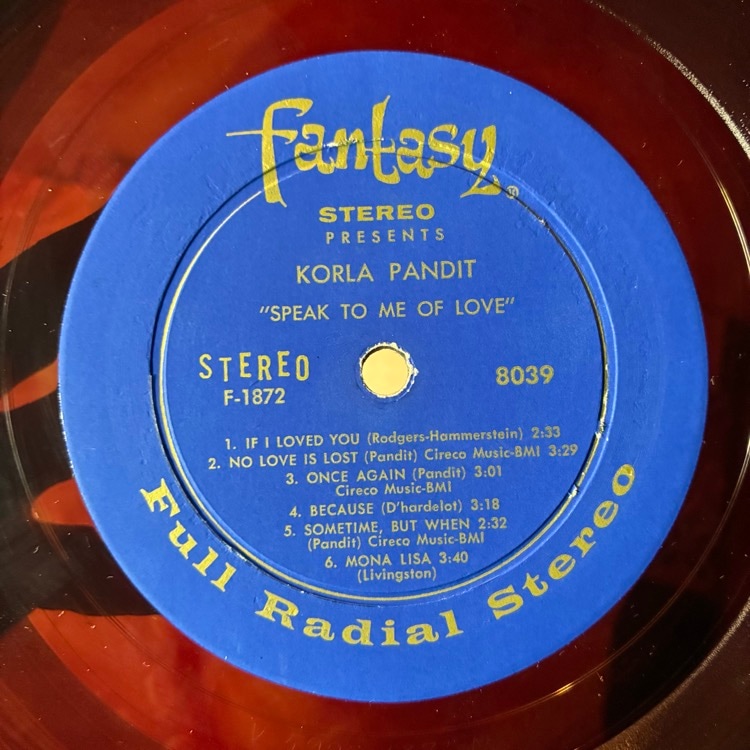 fantasy®
STEREO
PRESENTS
KORLA PANDIT
"SPEAK TO ME OF LOVE"
STEREO
F-1872
8039
1. IF I LOVED YOU (Rodgers-Hammerstein) 2:33
2. NO LOVE IS LOST (Pandit) Cireco Music-BMI 3:29
3. ONCE AGAIN (Pandit) 3:01
Cireco Music-BMI
4. BECAUSE (D'hardelot) 3:18
5. SOMETIME, BUT WHEN 2:32
(Pandit) Cireco Music-BMI
6. MONA LISA 3:40
(Livingston)
Full Radial Stereo